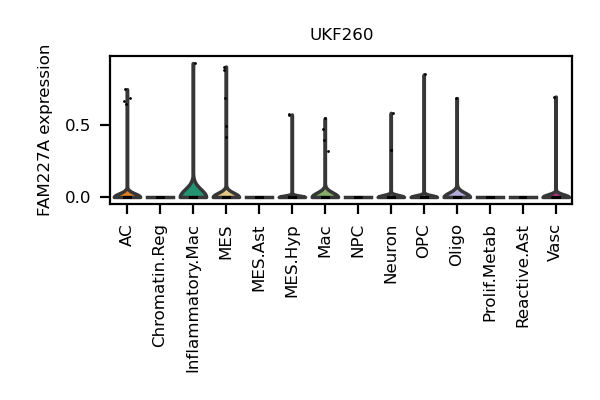 UKF260
FAM227A expression
0.5
0.0
AC
Chromatin.Reg
Inflammatory.Mac
MES
MES.Ast
MES.Hyp
Mac
NPC
Neuron
OPC
Oligo
Prolif.Metab
Reactive.Ast
Vasc